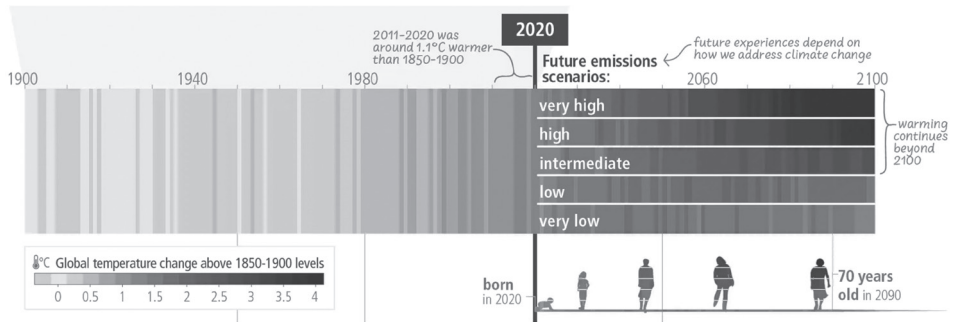 2020
2011-2020 was
around 1.1°C warmer
than 1850-1900
future experiences depend on
how we address climate change
Future emissions
scenarios:
1900
1940
1980
2060
2100
very high
high
intermediate
low
very low
warming
continues
beyond
2100
°C Global temperature change above 1850-1900 levels
0 0.5 1 1.5 2 2.5 3 3.5 4
born
in 2020
70 years
old in 2090